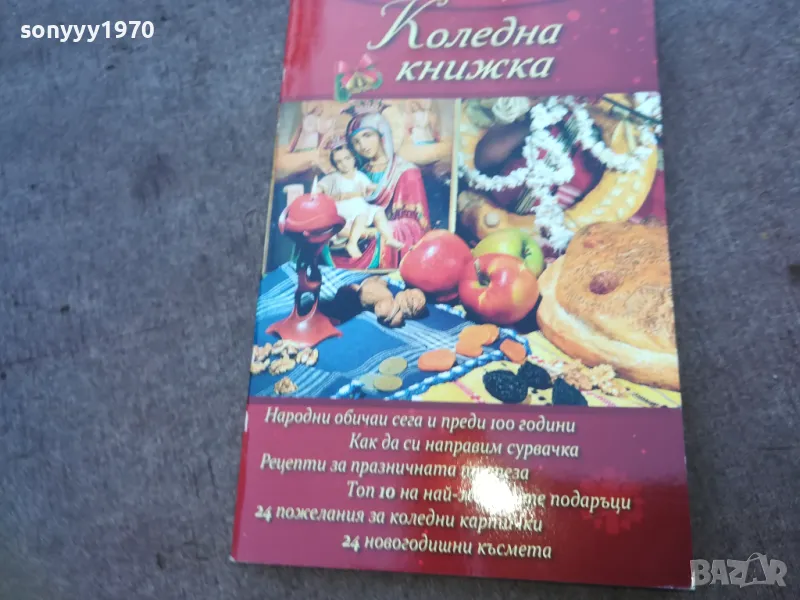 sonyyy1970
Коледна
книжка
Народни обичаи сега и преди 100 години
Как да си направим сурвачка
Рецепти за празничната
Топ 10 на подаръци
24 пожелания за коледни картички
24 новогодишни късмета
BAZAR